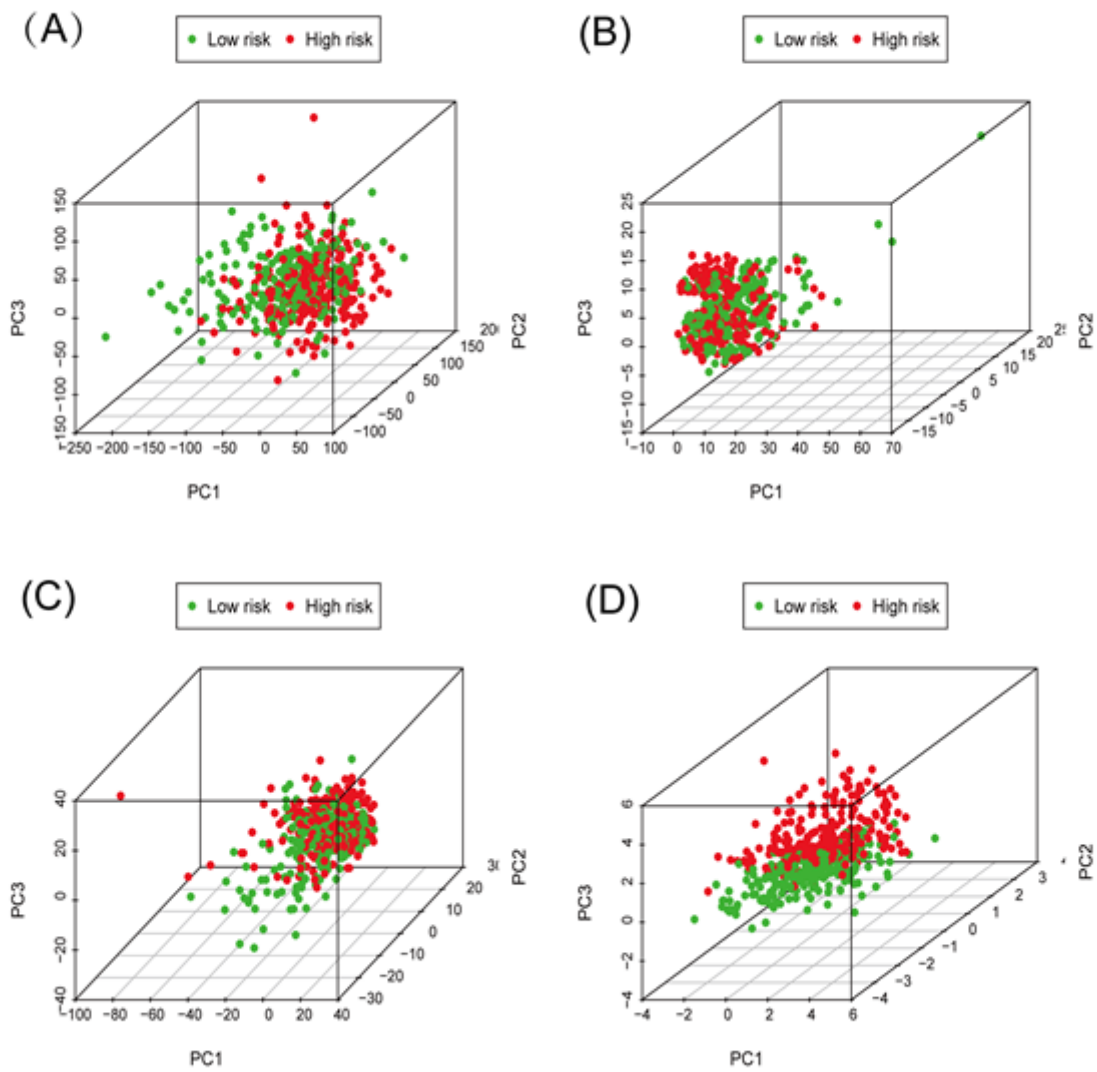 (A)
Low risk High risk
PC3
−150 −100 −50 0 50 100 150
−250 −200 −150 −50 0 50 100
PC1
−100 −50 0 50 100 150
PC2
(B)
Low risk High risk
PC3
−15 −10 −5 0 5 10 15 20 25
−10 0 10 20 30 40 50 60 70
PC1
−15 −10 −5 0 5 10 15 20
PC2
(C)
Low risk High risk
PC3
−40 −20 0 20 40
−100 −80 −60 −40 −20 0 20 40
PC1
−30 −20 −10 0 10 20
PC2
(D)
Low risk High risk
PC3
−4 −2 0 2 4 6
−4 −2 0 2 4 6
PC1
−4 −3 −2 −1 0 1 2 3
PC2